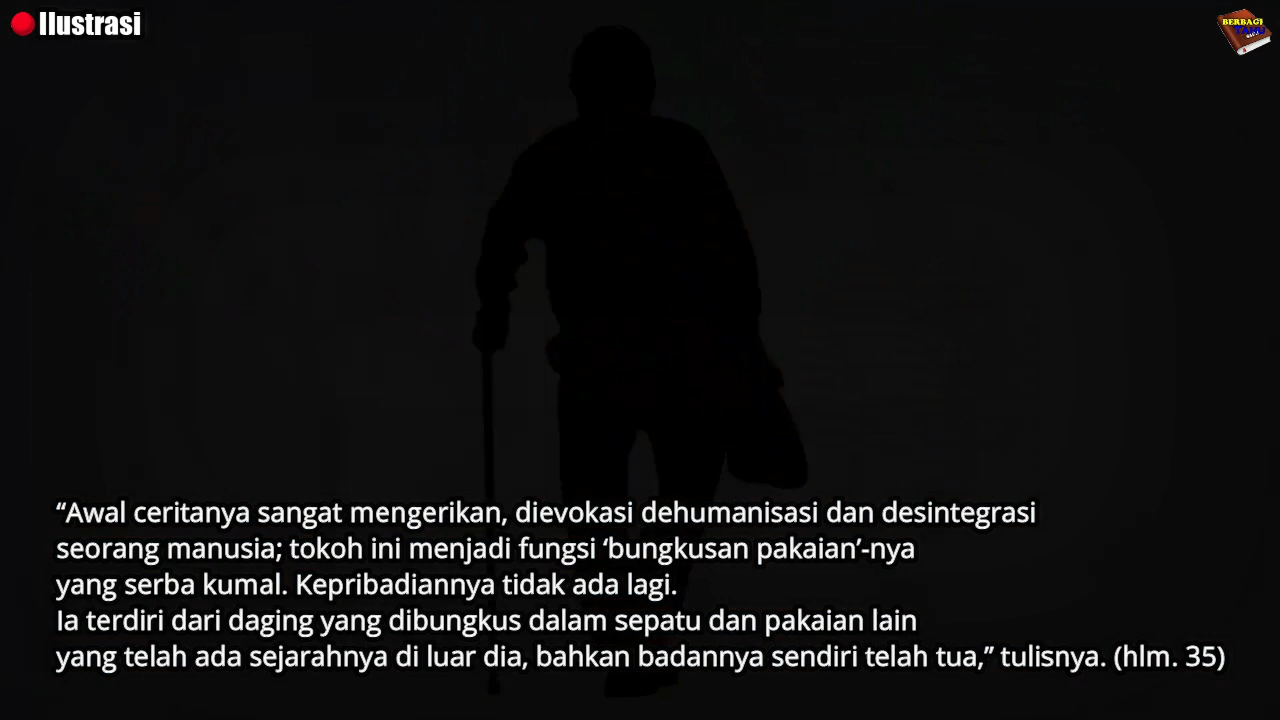 Ilustrasi
BERBAGI
“Awal ceritanya sangat mengerikan, dievokasi dehumanisasi dan desintegrasi
seorang manusia; tokoh ini menjadi fungsi ‘bungkusan pakaian’-nya
yang serba kumal. Kepribadiannya tidak ada lagi.
Ia terdiri dari daging yang dibungkus dalam sepatu dan pakaian lain
yang telah ada sejarahnya di luar dia, bahkan badannya sendiri telah tua,” tulisnya. (hlm. 35)